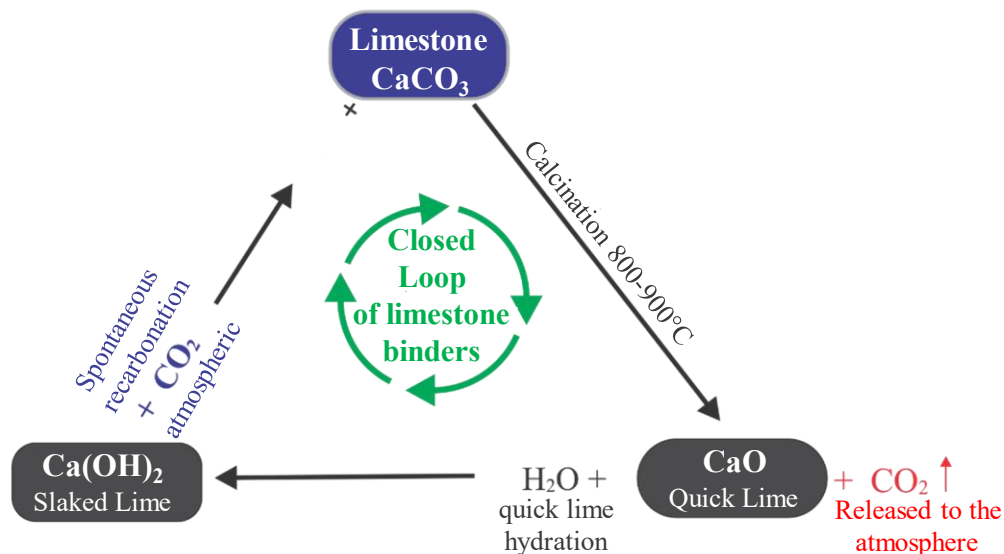 Limestone
CaCO₃
+
Calcination 800-900°C
Closed
Loop
of limestone
binders
Spontaneous
recarbonation
+ CO₂
atmospheric
Ca(OH)₂
Slaked Lime
H₂O +
quick lime
hydration
CaO
Quick Lime
+ CO₂ ↑
Released to the
atmosphere